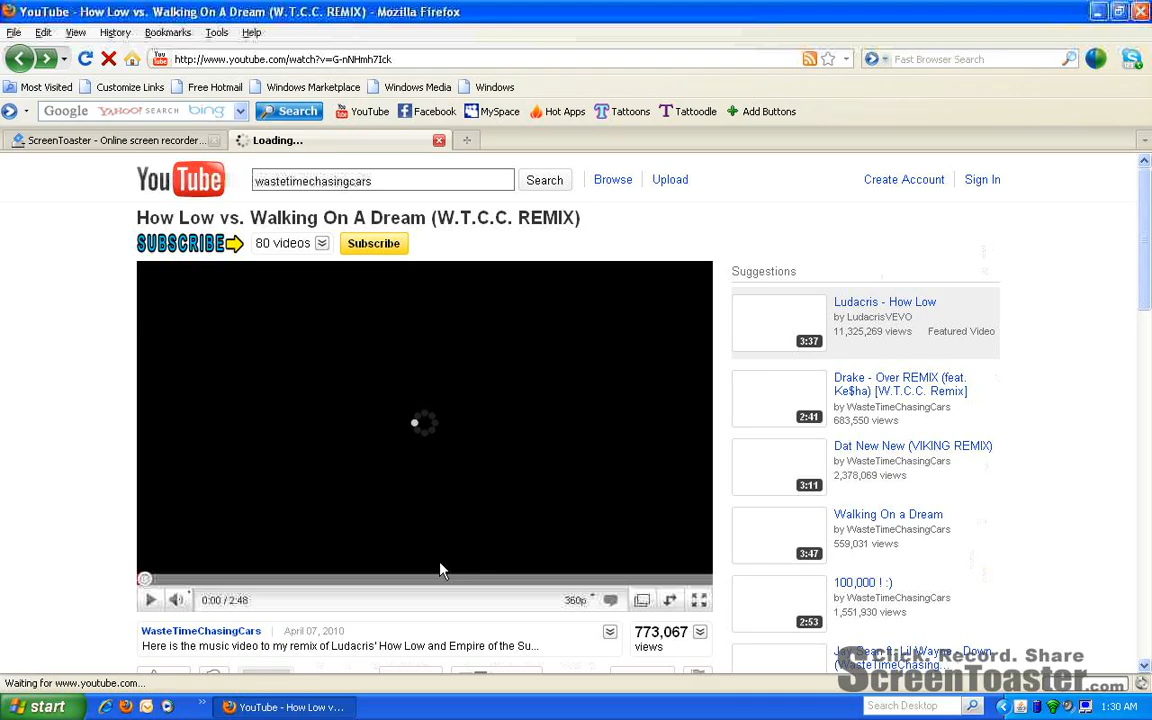 YouTube - How Low vs. Walking On A Dream (W.T.C.C. REMIX) - Mozilla Firefox
File Edit View History Bookmarks Tools Help
http://www.youtube.com/watch?v=G-nNHmh7Ick
Fast Browser Search
Most Visited Customize Links Free Hotmail Windows Marketplace Windows Media Windows
Google YAHOO! SEARCH bing Search YouTube Facebook MySpace Hot Apps Tattoos Tattoodle Add Buttons
ScreenToaster - Online screen recorder... Loading...
YouTube wastetimechasingcars Search Browse Upload Create Account Sign In
How Low vs. Walking On A Dream (W.T.C.C. REMIX)
SUBSCRIBE 80 videos Subscribe
Suggestions
Ludacris - How Low
by LudacrisVEVO
11,325,269 views Featured Video
3:37
Drake - Over REMIX (feat.
Ke$ha) [W.T.C.C. Remix]
by WasteTimeChasingCars
683,550 views
2:41
Dat New New (VIKING REMIX)
by WasteTimeChasingCars
2,378,069 views
3:11
Walking On a Dream
by WasteTimeChasingCars
559,031 views
3:47
100,000 ! :)
by WasteTimeChasingCars
1,551,930 views
2:53
Jay Sean ft. Lil Wayne - Down
(WasteTimeChasing...
0:00 / 2:48 360p
WasteTimeChasingCars April 07, 2010
Here is the music video to my remix of Ludacris' How Low and Empire of the Su...
773,067
views
Click. Record. Share
ScreenToaster.com
Waiting for www.youtube.com...
start YouTube - How Low v... Search Desktop 1:30 AM